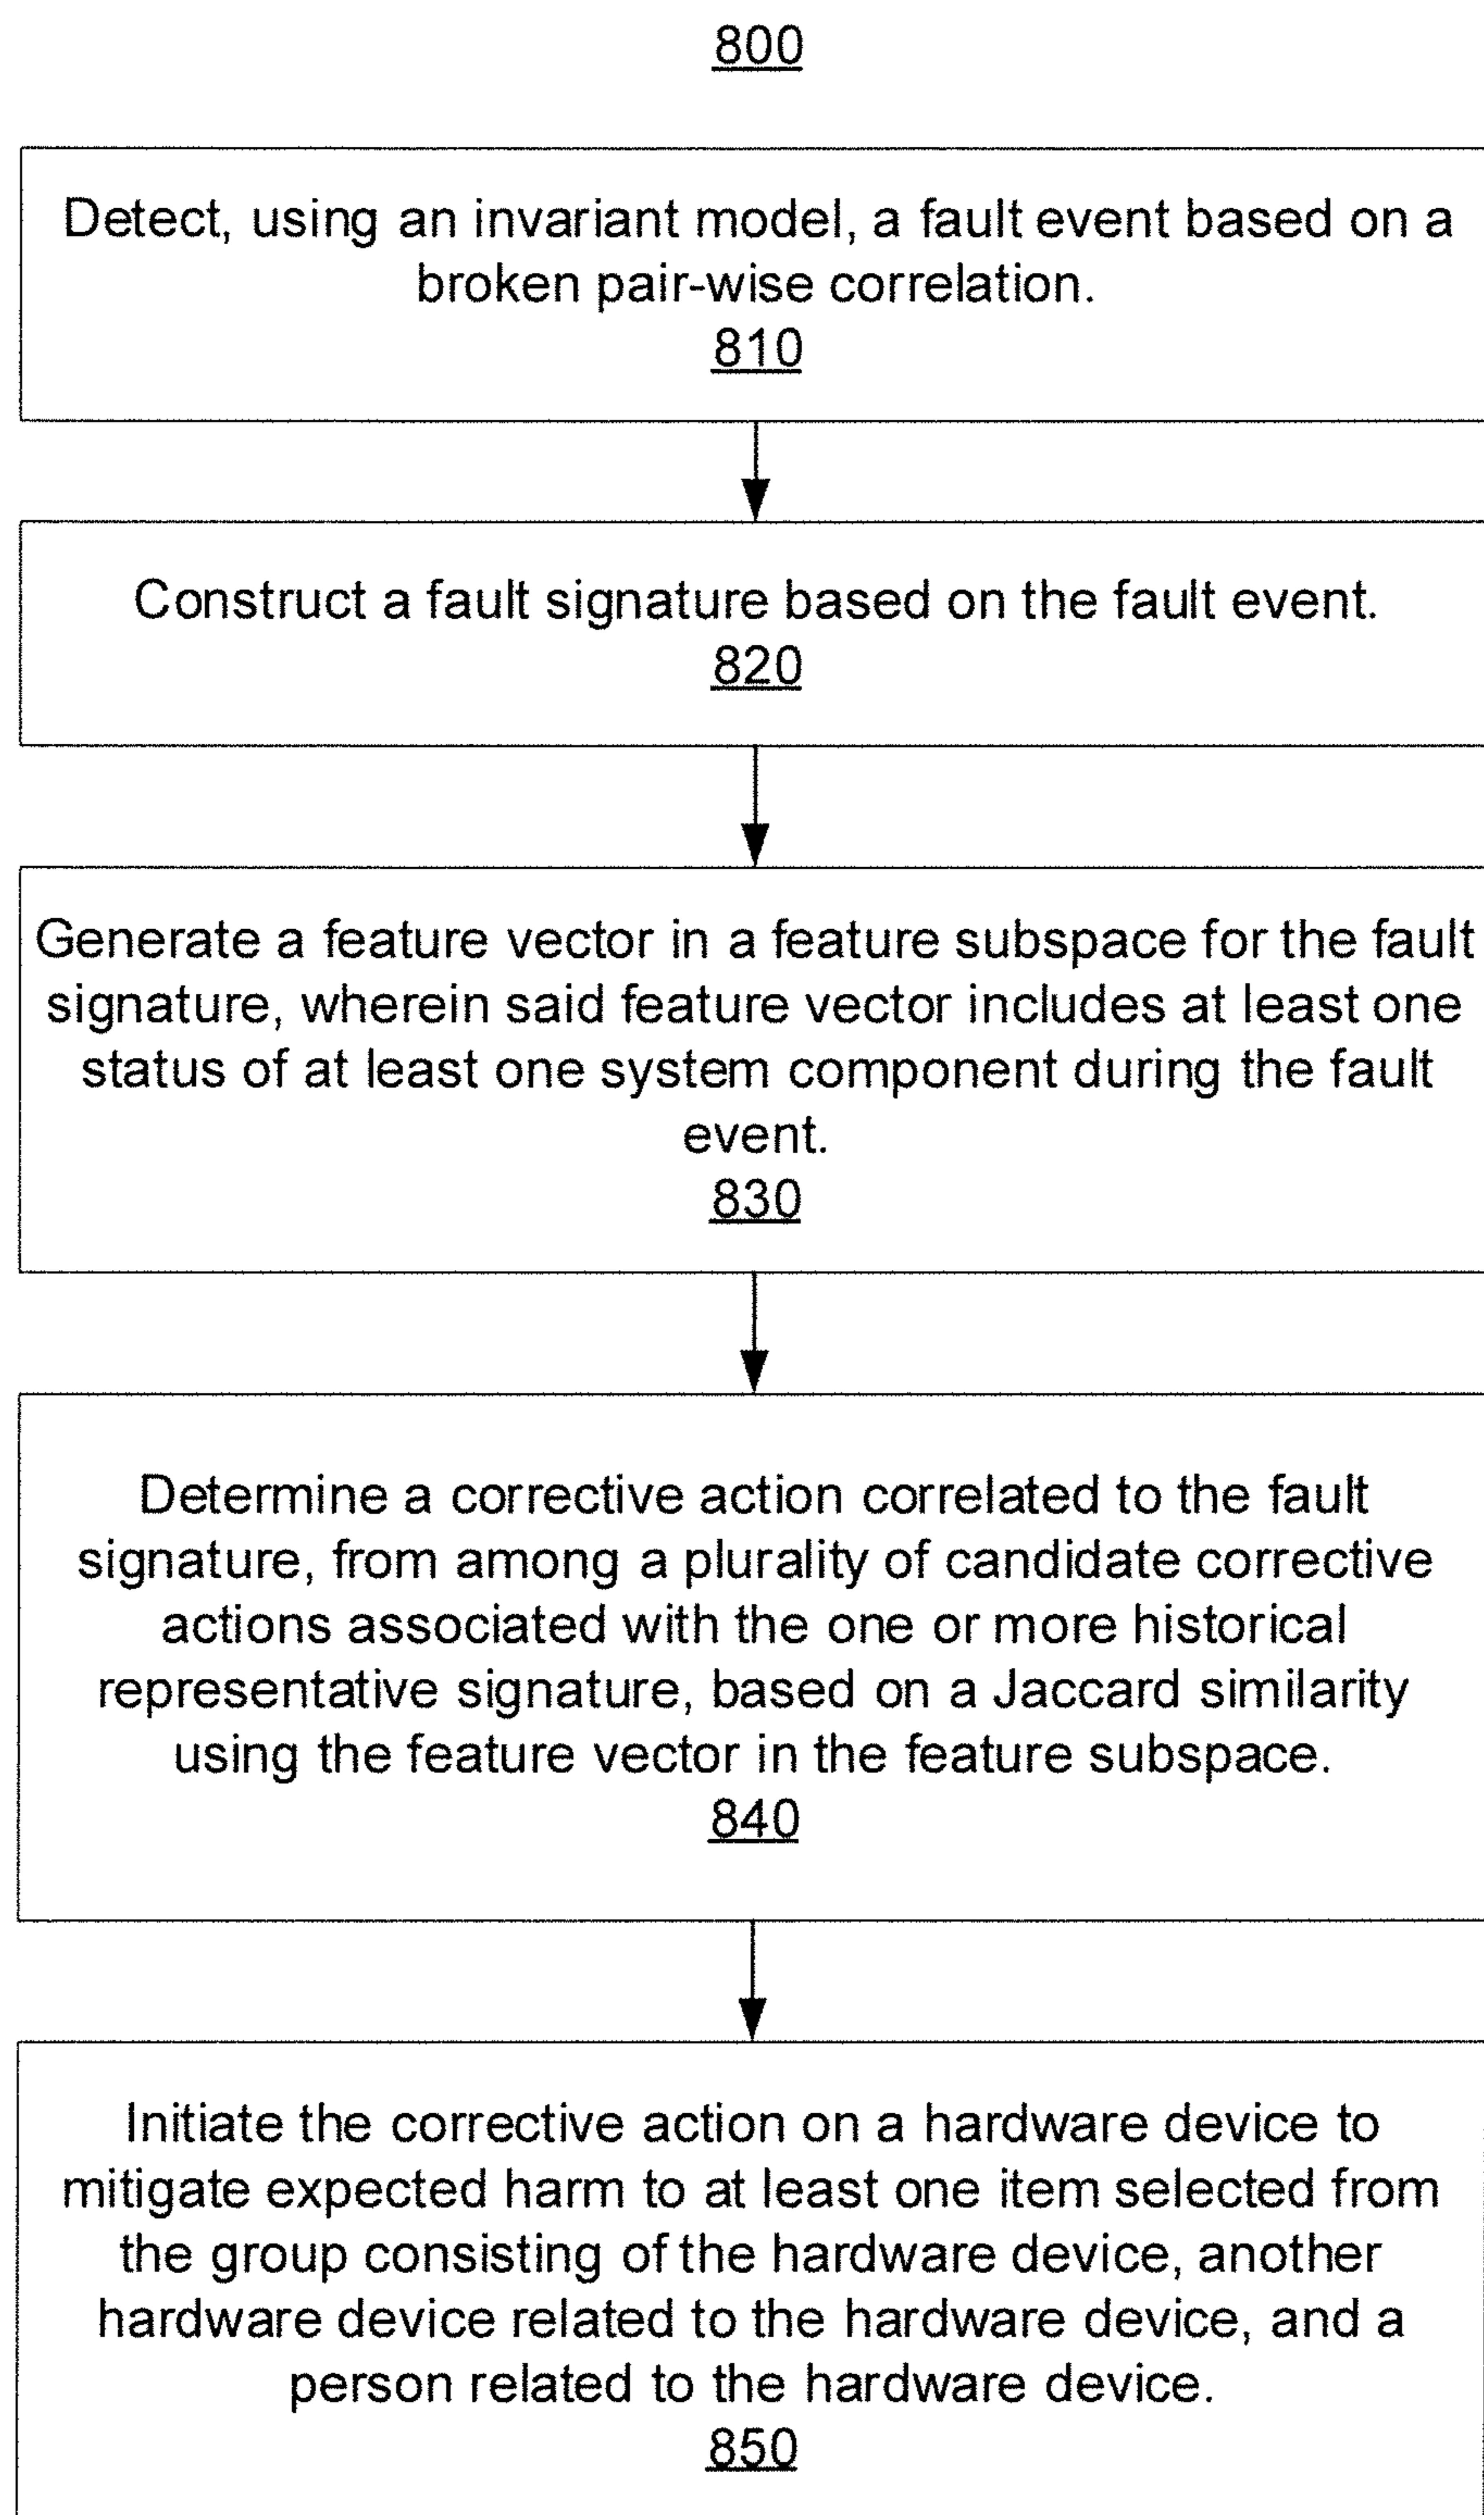 800
Detect, using an invariant model, a fault event based on a
broken pair-wise correlation.
810
Construct a fault signature based on the fault event.
820
Generate a feature vector in a feature subspace for the fault
signature, wherein said feature vector includes at least one
status of at least one system component during the fault
event.
830
Determine a corrective action correlated to the fault
signature, from among a plurality of candidate corrective
actions associated with the one or more historical
representative signature, based on a Jaccard similarity
using the feature vector in the feature subspace.
840
Initiate the corrective action on a hardware device to
mitigate expected harm to at least one item selected from
the group consisting of the hardware device, another
hardware device related to the hardware device, and a
person related to the hardware device.
850